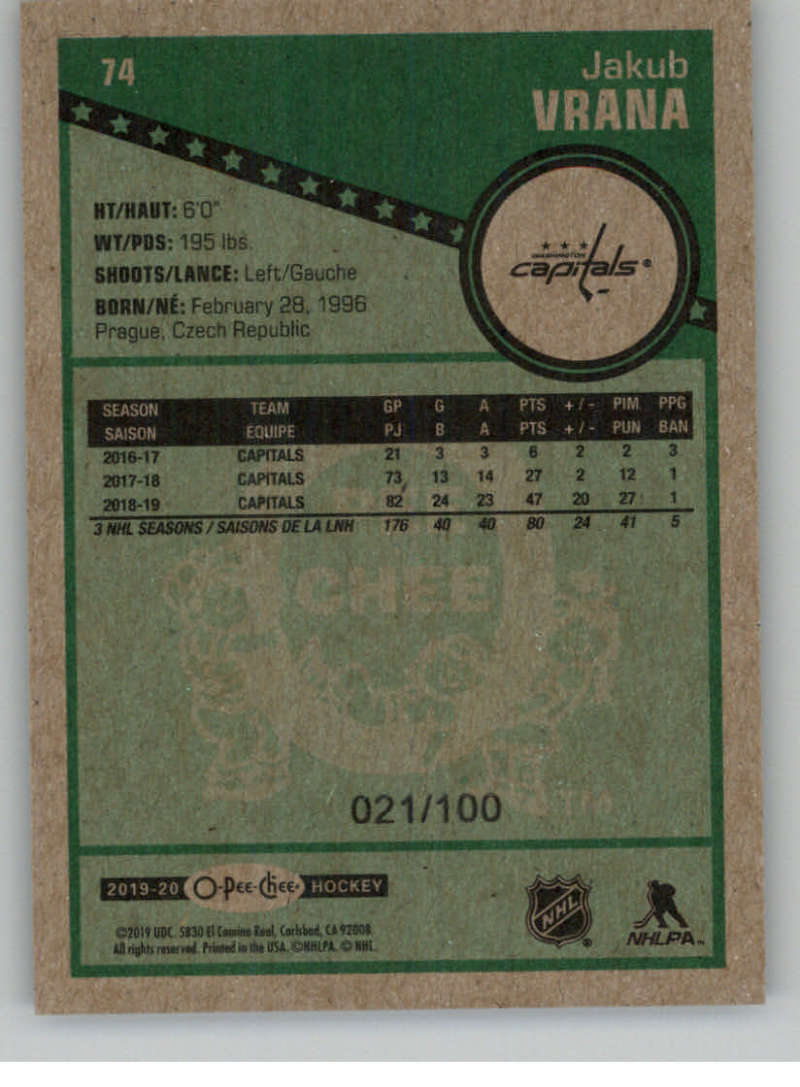 74
Jakub
VRANA
HT/HAUT: 6'0"
WT/PDS: 195 lbs.
SHOOTS/LANCE: Left/Gauche
BORN/NÉ: February 28, 1996
Prague, Czech Republic
WASHINGTON
capitals
SEASON TEAM GP G A PTS +/- PIM PPG
SAISON EQUIPE PJ B A PTS +/- PUN BAN
2016-17 CAPITALS 21 3 3 6 2 2 3
2017-18 CAPITALS 73 13 14 27 2 12 1
2018-19 CAPITALS 82 24 23 47 20 27 1
3 NHL SEASONS / SAISONS DE LA LNH 176 40 40 80 24 41 5
CHEE
021/100
2019-20 O-Pee-Chee HOCKEY
©2019 UDC. 5830 El Camino Real, Carlsbad, CA 92008.
All rights reserved. Printed in the USA. ©NHLPA. © NHL.
NHL
NHLPA